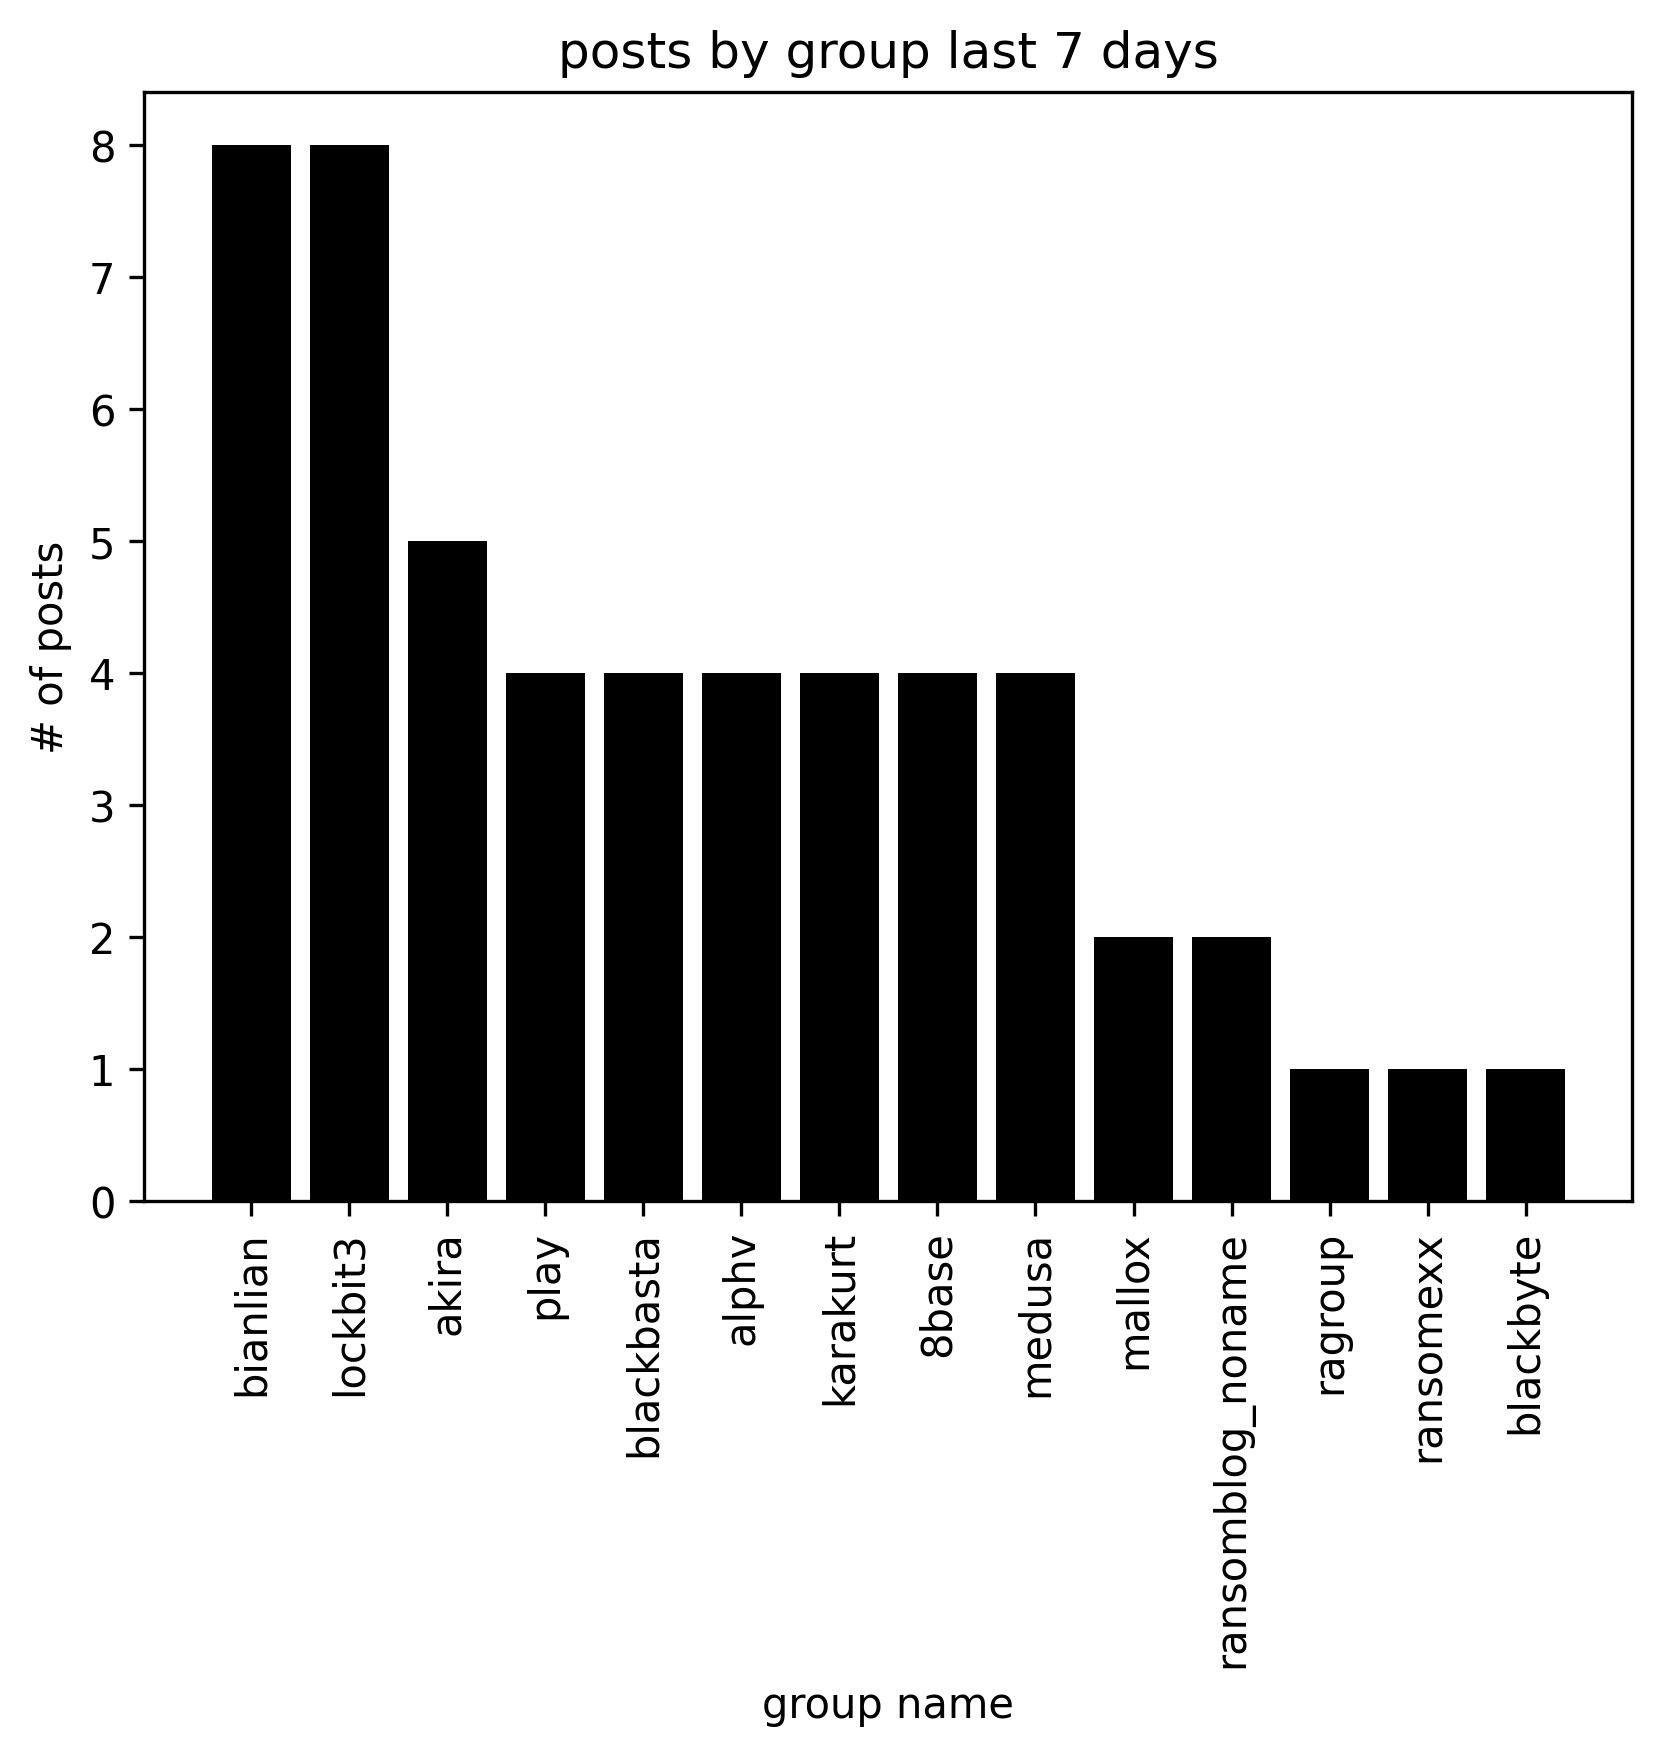 posts by group last 7 days
8
7
6
5
4
3
2
1
0
# of posts
bianlian
lockbit3
akira
play
blackbasta
alphv
karakurt
8base
medusa
mallox
ransomblog_noname
ragroup
ransomexx
blackbyte
group name